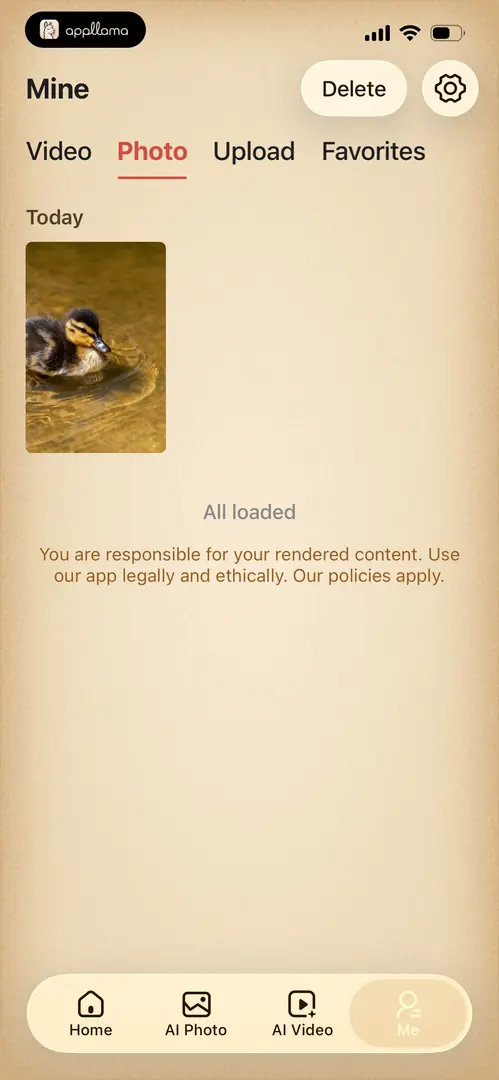 appllama
Mine
Delete
Video
Photo
Upload
Favorites
Today
All loaded
You are responsible for your rendered content. Use
our app legally and ethically. Our policies apply.
Home
AI Photo
AI Video
Me